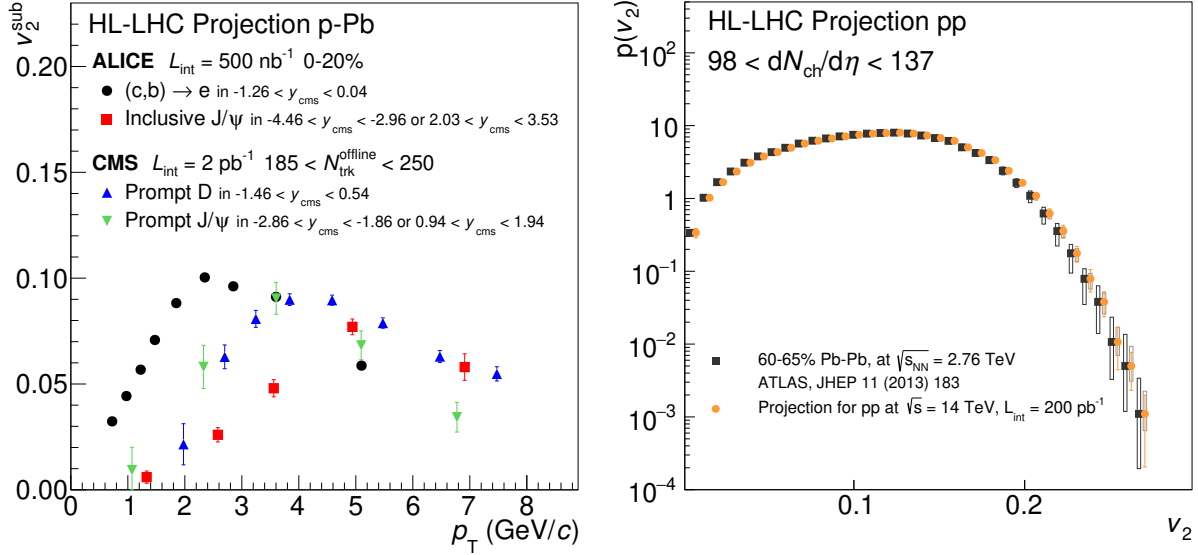 HL-LHC Projection p-Pb
ALICE L_int = 500 nb⁻¹ 0-20%
(c,b) → e in -1.26 < y_cms < 0.04
Inclusive J/ψ in -4.46 < y_cms < -2.96 or 2.03 < y_cms < 3.53
CMS L_int = 2 pb⁻¹ 185 < N_trk^offline < 250
Prompt D in -1.46 < y_cms < 0.54
Prompt J/ψ in -2.86 < y_cms < -1.86 or 0.94 < y_cms < 1.94
v₂^sub
0.20
0.15
0.10
0.05
0.00
0 1 2 3 4 5 6 7 8
p_T (GeV/c)
HL-LHC Projection pp
98 < dN_ch/dη < 137
p(v₂)
10²
10
1
10⁻¹
10⁻²
10⁻³
10⁻⁴
60-65% Pb-Pb, at √s_NN = 2.76 TeV
ATLAS, JHEP 11 (2013) 183
Projection for pp at √s = 14 TeV, L_int = 200 pb⁻¹
0.1 0.2
v₂